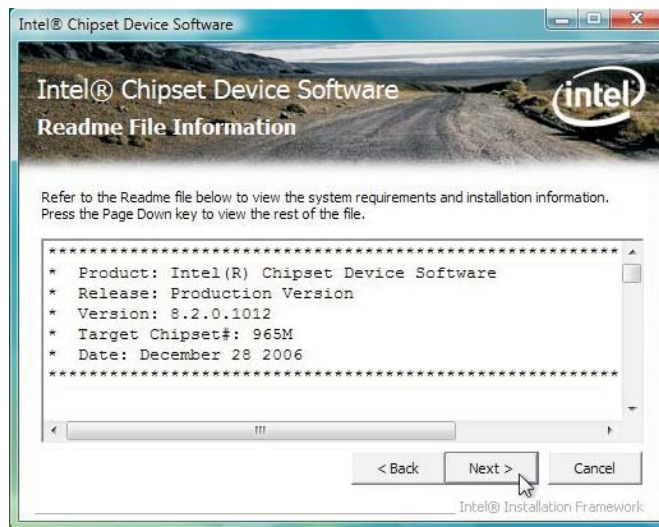 Intel® Chipset Device Software
Intel® Chipset Device Software
intel
Readme File Information
Refer to the Readme file below to view the system requirements and installation information.
Press the Page Down key to view the rest of the file.
************************************************************
* Product: Intel(R) Chipset Device Software
* Release: Production Version
* Version: 8.2.0.1012
* Target Chipset#: 965M
* Date: December 28 2006
************************************************************
< Back
Next >
Cancel
Intel® Installation Framework